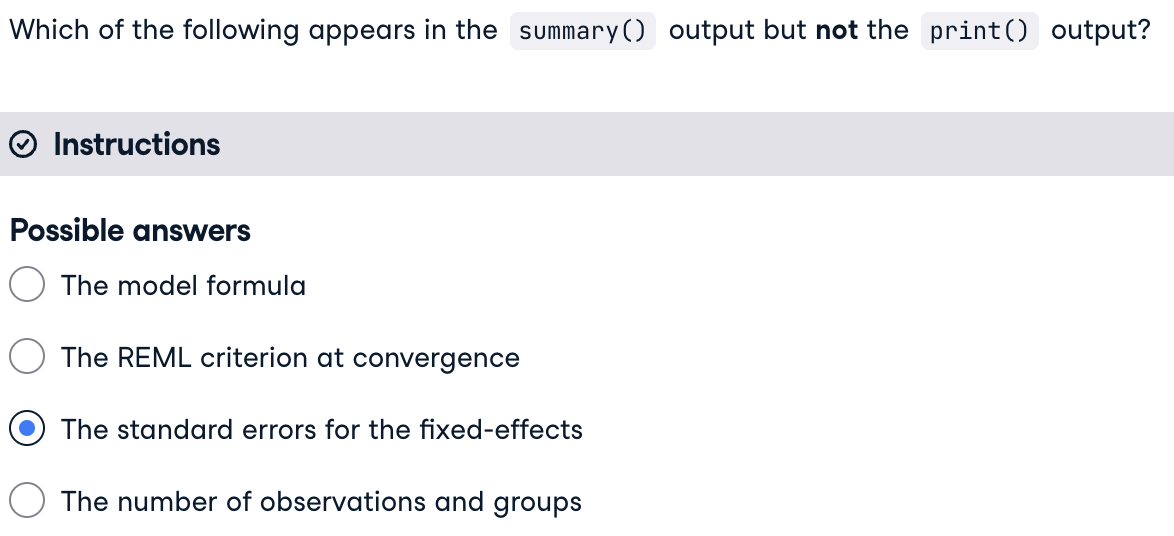 Which of the following appears in the summary() output but not the print() output?
Instructions
Possible answers
The model formula
The REML criterion at convergence
The standard errors for the fixed-effects
The number of observations and groups